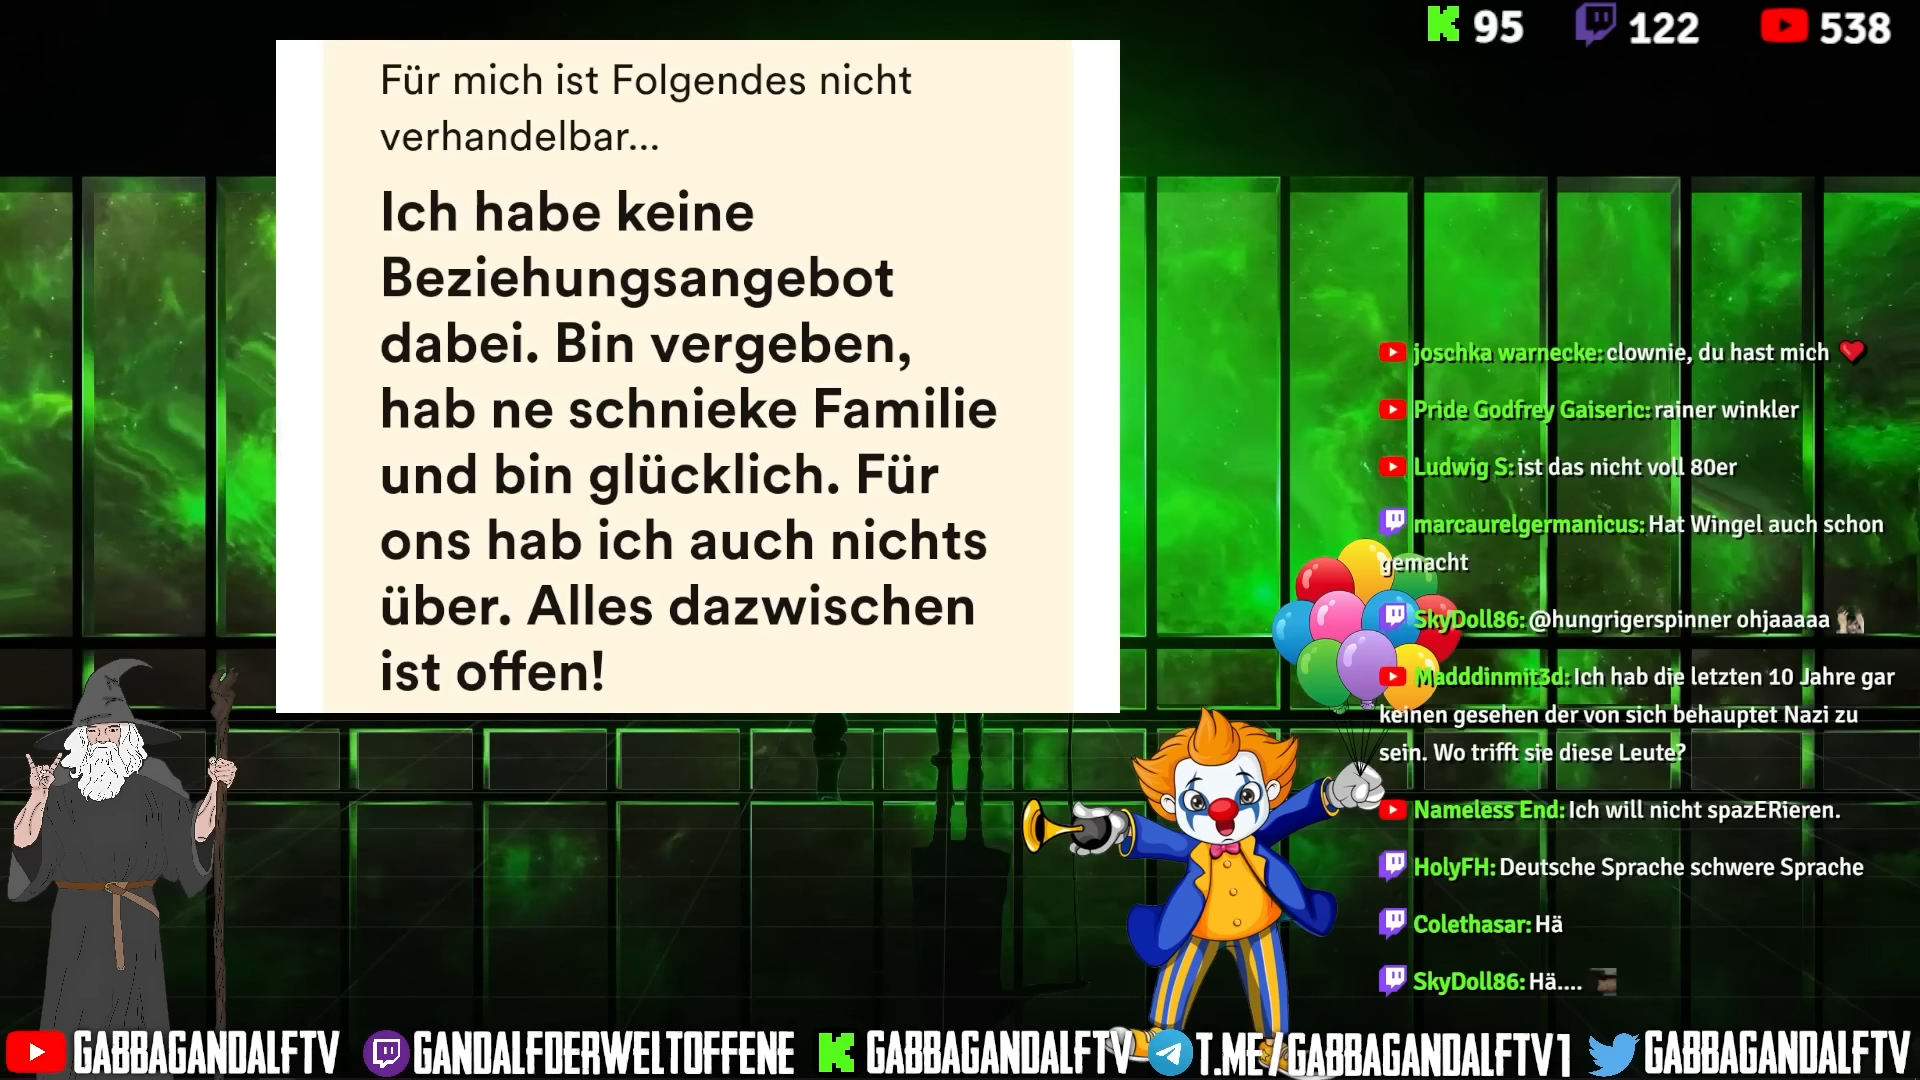 95 122 538
Für mich ist Folgendes nicht
verhandelbar...
Ich habe keine
Beziehungsangebot
dabei. Bin vergeben,
hab ne schnieke Familie
und bin glücklich. Für
ons hab ich auch nichts
über. Alles dazwischen
ist offen!
joschka warnecke: clownie, du hast mich
Pride Godfrey Gaiseric: rainer winkler
Ludwig S: ist das nicht voll 80er
marcaurelgermanicus: Hat Wingel auch schon
gemacht
SkyDoll86: @hungrigerspinner ohjaaaaa
Madddinmit3d: Ich hab die letzten 10 Jahre gar
keinen gesehen der von sich behauptet Nazi zu
sein. Wo trifft sie diese Leute?
Nameless End: Ich will nicht spazERieren.
HolyFH: Deutsche Sprache schwere Sprache
Colethasar: Hä
SkyDoll86: Hä....
GABBAGANDALFTV GANDALFDERWELTOFFENE GABBAGANDALFTV T.ME/GABBAGANDALFTV1 GABBAGANDALFTV